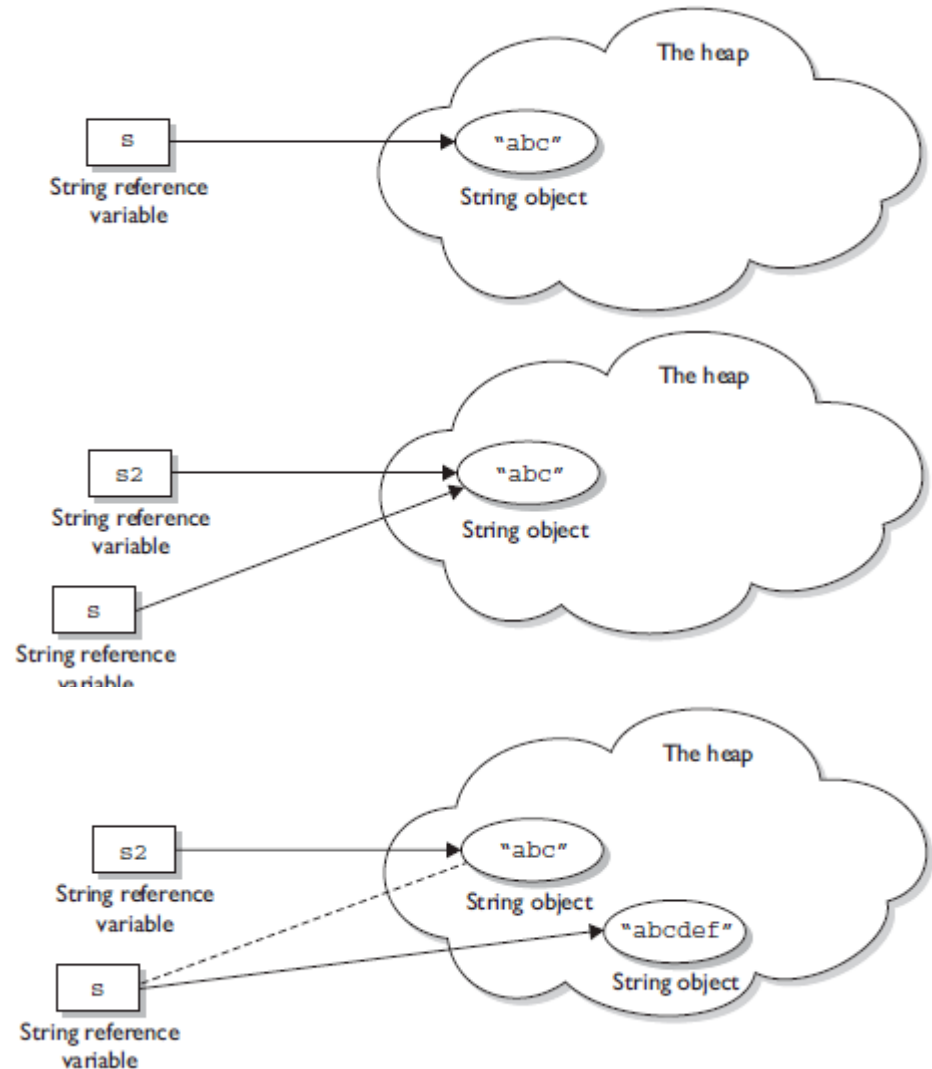 The heap
s
“abc”
String reference
variable
String object
The heap
s2
“abc”
String reference
variable
String object
s
String reference
variable
The heap
s2
“abc”
String reference
variable
String object
“abcdef”
s
String object
String reference
variable